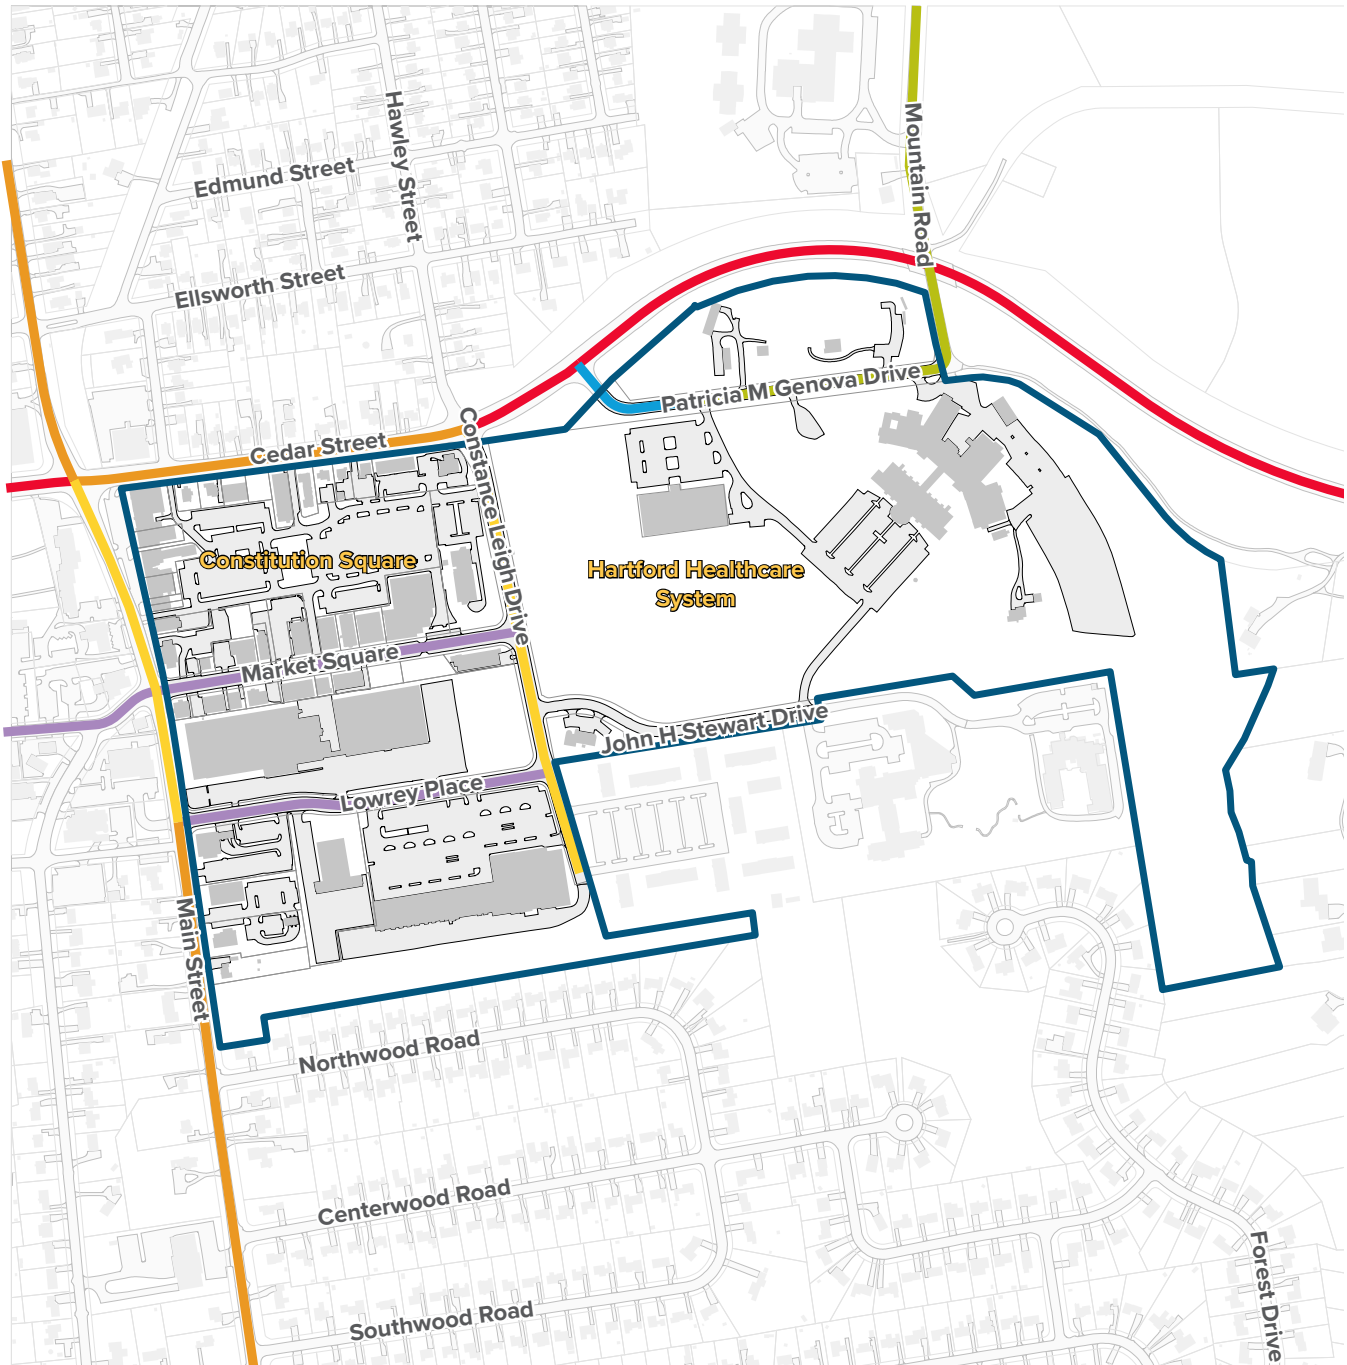 Hawley Street
Mountain Road
Edmund Street
Ellsworth Street
Patricia M Genova Drive
Cedar Street
Constance Leigh Drive
Constitution Square
Hartford Healthcare
System
Market Square
John H Stewart Drive
Lowrey Place
Main Street
Northwood Road
Centerwood Road
Forest Drive
Southwood Road